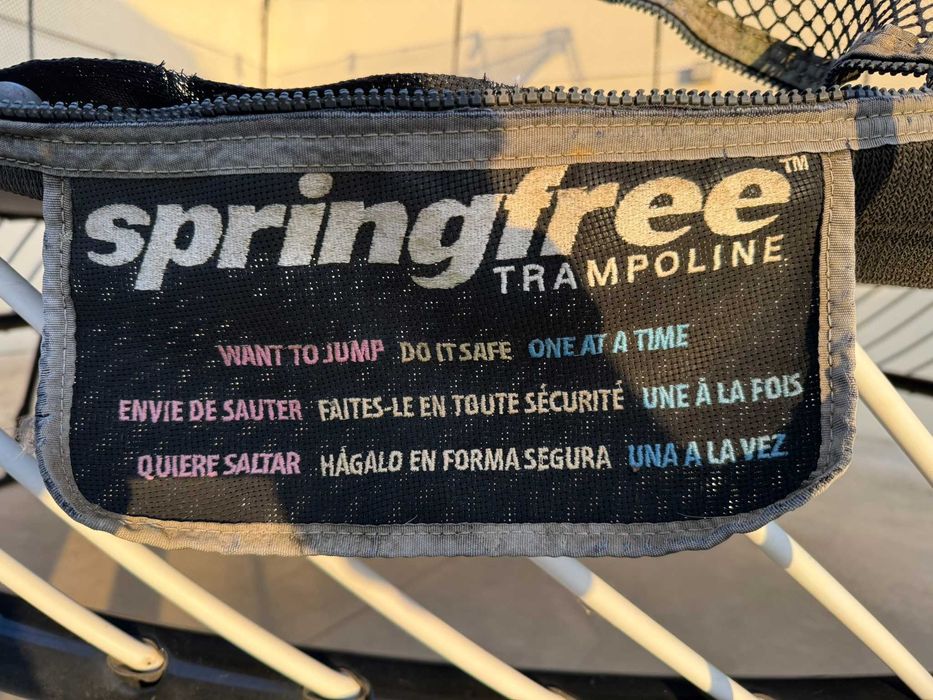 springfree™
TRAMPOLINE
WANT TO JUMP DO IT SAFE ONE AT A TIME
ENVIE DE SAUTER FAITES-LE EN TOUTE SÉCURITÉ UNE À LA FOIS
QUIERE SALTAR HÁGALO EN FORMA SEGURA UNA A LA VEZ